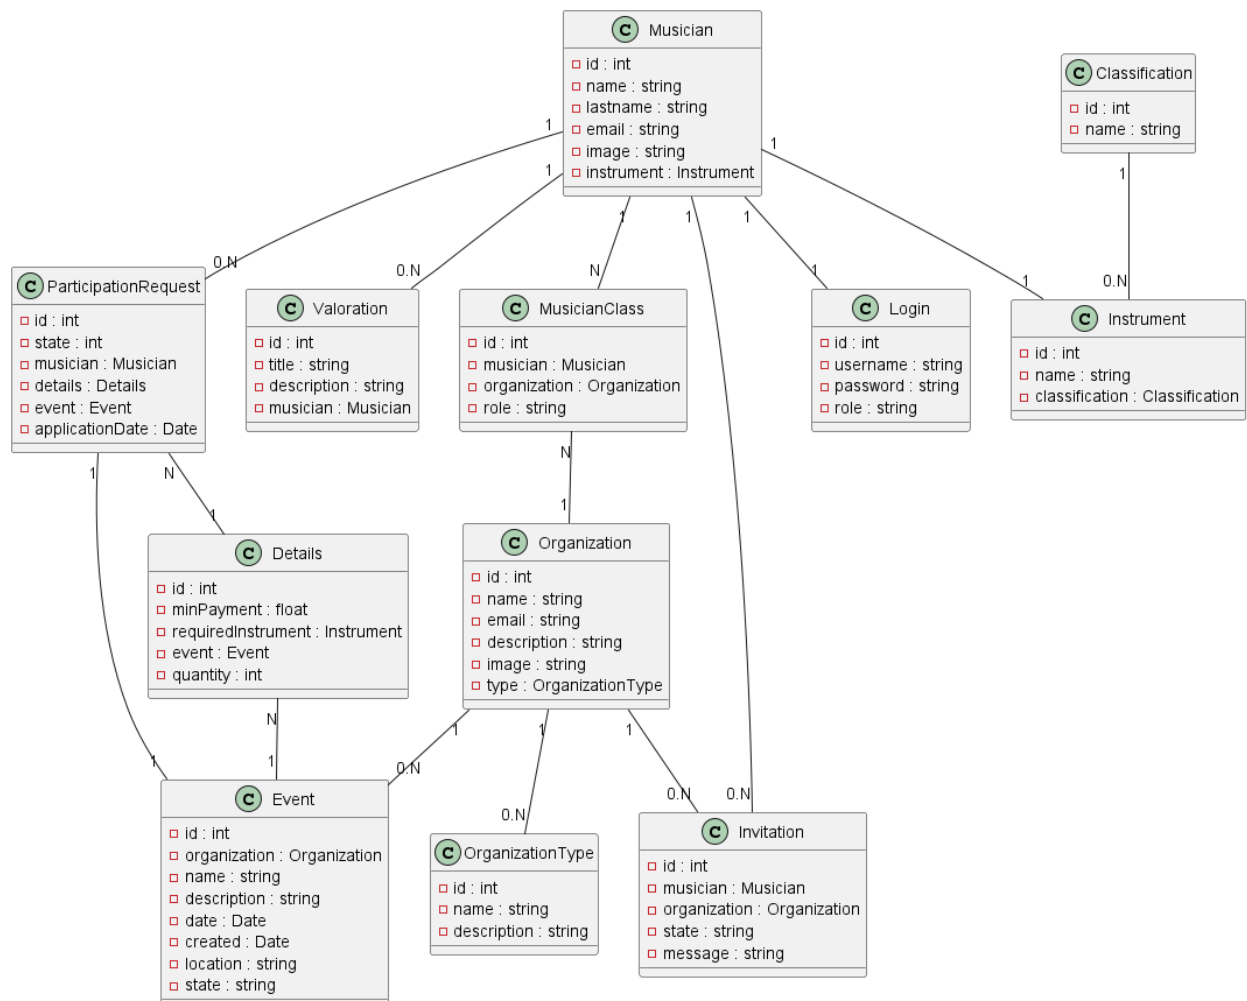 C Musician
id : int
name : string
lastname : string
email : string
image : string
instrument : Instrument
C Classification
id : int
name : string
1
1
1
1
1
1
1
0.N
0.N
N
1
0.N
1
0.N
C ParticipationRequest
id : int
state : int
musician : Musician
details : Details
event : Event
applicationDate : Date
C Valoration
id : int
title : string
description : string
musician : Musician
C MusicianClass
id : int
musician : Musician
organization : Organization
role : string
C Login
id : int
username : string
password : string
role : string
C Instrument
id : int
name : string
classification : Classification
1
N
1
N
1
C Details
id : int
minPayment : float
requiredInstrument : Instrument
event : Event
quantity : int
C Organization
id : int
name : string
email : string
description : string
image : string
type : OrganizationType
N
1
1
1
1
1
0.N
0.N
0.N
C Event
id : int
organization : Organization
name : string
description : string
date : Date
created : Date
location : string
state : string
C OrganizationType
id : int
name : string
description : string
C Invitation
id : int
musician : Musician
organization : Organization
state : string
message : string